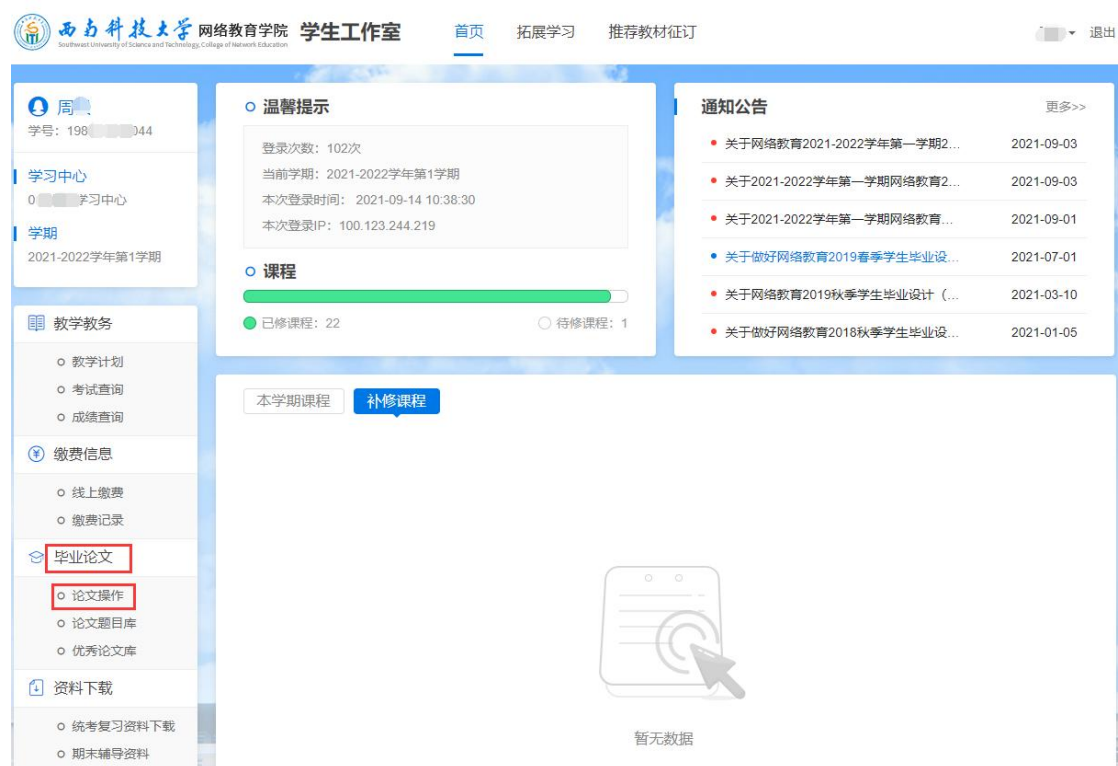 西南科技大学 网络教育学院 学生工作室 首页 拓展学习 推荐教材征订 退出
Southwest University of Science and Technology, College of Network Education
周
学号：198 044
学习中心
0 学习中心
学期
2021-2022学年第1学期
教学教务
教学计划
考试查询
成绩查询
缴费信息
线上缴费
缴费记录
毕业论文
论文操作
论文题目库
优秀论文库
资料下载
统考复习资料下载
期末辅导资料
温馨提示
登录次数：102次
当前学期：2021-2022学年第1学期
本次登录时间： 2021-09-14 10:38:30
本次登录IP：100.123.244.219
课程
已修课程：22 待修课程：1
通知公告 更多>>
关于网络教育2021-2022学年第一学期2... 2021-09-03
关于2021-2022学年第一学期网络教育2... 2021-09-03
关于2021-2022学年第一学期网络教育... 2021-09-01
关于做好网络教育2019春季学生毕业设... 2021-07-01
关于网络教育2019秋季学生毕业设计（... 2021-03-10
关于做好网络教育2018秋季学生毕业设... 2021-01-05
本学期课程 补修课程
暂无数据